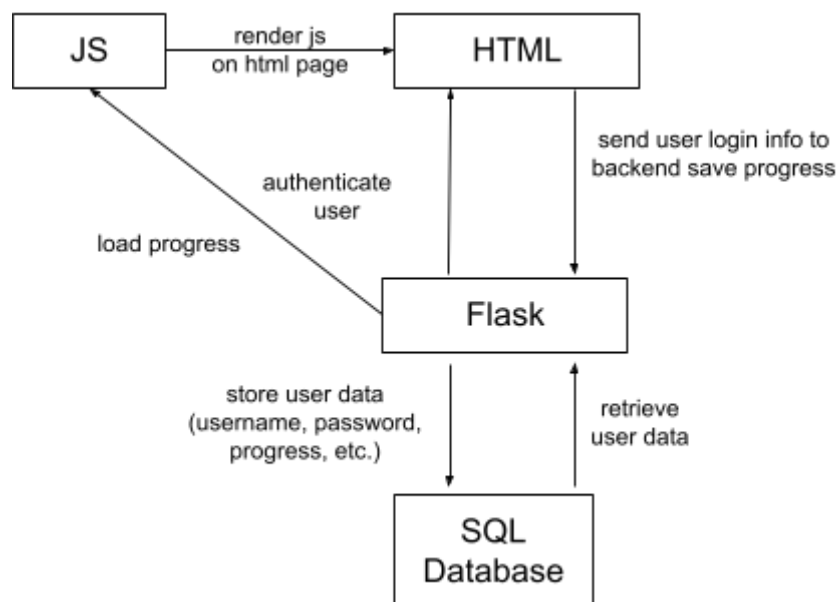 JS
render js
on html page
HTML
send user login info to
backend save progress
authenticate
user
load progress
Flask
store user data
(username, password,
progress, etc.)
retrieve
user data
SQL
Database